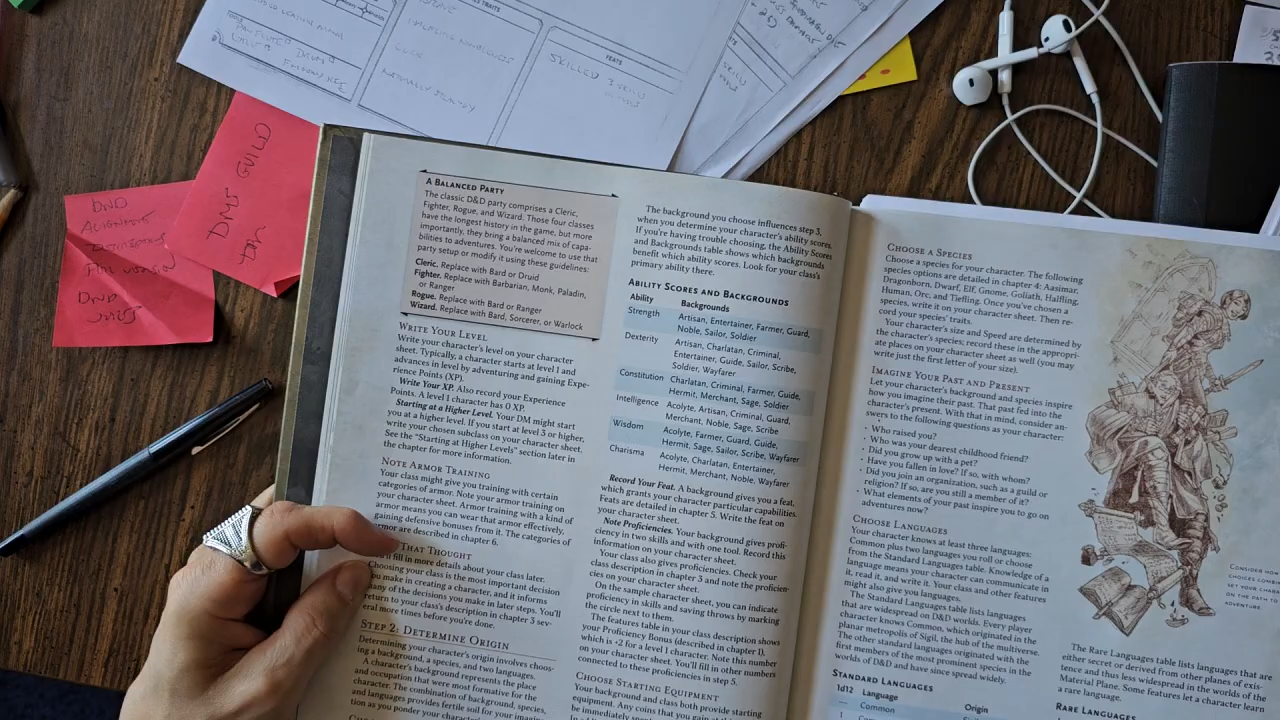 FEATS
SKILLED 3 SKILLS
DMS GUILD
DND
DND
A BALANCED PARTY
The classic D&D party comprises a Cleric,
Fighter, Rogue, and Wizard. Those four classes
have the longest history in the game, but more
importantly, they bring a balanced mix of capa-
bilities to adventures. You're welcome to use that
party setup or modify it using these guidelines:
Cleric. Replace with Bard or Druid
Fighter. Replace with Barbarian, Monk, Paladin,
or Ranger
Rogue. Replace with Bard or Ranger
Wizard. Replace with Bard, Sorcerer, or Warlock
WRITE YOUR LEVEL
Write your character's level on your character
sheet. Typically, a character starts at level 1 and
advances in level by adventuring and gaining Expe-
rience Points (XP).
Write Your XP. Also record your Experience
Points. A level 1 character has 0 XP.
Starting at a Higher Level. Your DM might start
you at a higher level. If you start at level 3 or higher,
write your chosen subclass on your character sheet.
See the "Starting at Higher Levels" section later in
the chapter for more information.
NOTE ARMOR TRAINING
Your class might give you training with certain
categories of armor. Note your armor training on
your character sheet. Armor training with a kind of
armor means you can wear that armor effectively,
gaining defensive bonuses from it. The categories of
armor are described in chapter 6.
THAT THOUGHT
fill in more details about your class later.
Choosing your class is the most important decision
you make in creating a character, and it informs
many of the decisions you make in later steps. You'll
return to your class's description in chapter 3 sev-
eral more times before you're done.
STEP 2: DETERMINE ORIGIN
Determining your character's origin involves choos-
ing a background, a species, and two languages.
A character's background represents the place
and occupation that were most formative for the
character. The combination of background, species,
and languages provides fertile soil for your imagina-
tion as you ponder your character
The background you choose influences step 3,
when you determine your character's ability scores.
If you're having trouble choosing, the Ability Scores
and Backgrounds table shows which backgrounds
benefit which ability scores. Look for your class's
primary ability there.
ABILITY SCORES AND BACKGROUNDS
Ability Backgrounds
Strength Artisan, Entertainer, Farmer, Guard,
Noble, Sailor, Soldier
Dexterity Artisan, Charlatan, Criminal,
Entertainer, Guide, Sailor, Scribe,
Soldier, Wayfarer
Constitution Charlatan, Criminal, Farmer, Guide,
Hermit, Merchant, Sage, Soldier
Intelligence Acolyte, Artisan, Criminal, Guard,
Merchant, Noble, Sage, Scribe
Wisdom Acolyte, Farmer, Guard, Guide,
Hermit, Sage, Sailor, Scribe, Wayfarer
Charisma Acolyte, Charlatan, Entertainer,
Hermit, Merchant, Noble, Wayfarer
Record Your Feat. A background gives you a feat,
which grants your character particular capabilities.
Feats are detailed in chapter 5. Write the feat on
your character sheet.
Note Proficiencies. Your background gives profi-
ciency in two skills and with one tool. Record this
information on your character sheet.
Your class also gives proficiencies. Check your
class description in chapter 3 and note the proficien-
cies on your character sheet.
On the sample character sheet, you can indicate
proficiency in skills and saving throws by marking
the circle next to them.
The features table in your class description shows
your Proficiency Bonus (described in chapter 1),
which is +2 for a level 1 character. Note this number
on your character sheet. You'll fill in other numbers
connected to these proficiencies in step 5.
CHOOSE STARTING EQUIPMENT
Your background and class both provide starting
equipment. Any coins that you gain at
be immediately spent
CHOOSE A SPECIES
Choose a species for your character. The following
species options are detailed in chapter 4: Aasimar,
Dragonborn, Dwarf, Elf, Gnome, Goliath, Halfling,
Human, Orc, and Tiefling. Once you've chosen a
species, write it on your character sheet. Then re-
cord your species' traits.
Your character's size and Speed are determined by
the character's species; record these in the appropri-
ate places on your character sheet as well (you may
write just the first letter of your size).
IMAGINE YOUR PAST AND PRESENT
Let your character's background and species inspire
how you imagine their past. That past fed into the
character's present. With that in mind, consider an-
swers to the following questions as your character:
· Who raised you?
· Who was your dearest childhood friend?
· Did you grow up with a pet?
· Have you fallen in love? If so, with whom?
· Did you join an organization, such as a guild or
religion? If so, are you still a member of it?
· What elements of your past inspire you to go on
adventures now?
CHOOSE LANGUAGES
Your character knows at least three languages:
Common plus two languages you roll or choose
from the Standard Languages table. Knowledge of a
language means your character can communicate in
it, read it, and write it. Your class and other features
might also give you languages.
The Standard Languages table lists languages
that are widespread on D&D worlds. Every player
character knows Common, which originated in the
planar metropolis of Sigil, the hub of the multiverse.
The other standard languages originated with the
first members of the most prominent species in the
worlds of D&D and have since spread widely.
STANDARD LANGUAGES
1d12 Language Origin
— Common
CONSIDER HOW
CHOICES COMBINE
SET YOUR CHARA
ON THE PATH TO
ADVENTURE.
The Rare Languages table lists languages that are
either secret or derived from other planes of exis-
tence and thus less widespread in the worlds of the
Material Plane. Some features let a character learn
a rare language.
RARE LANGUAGES